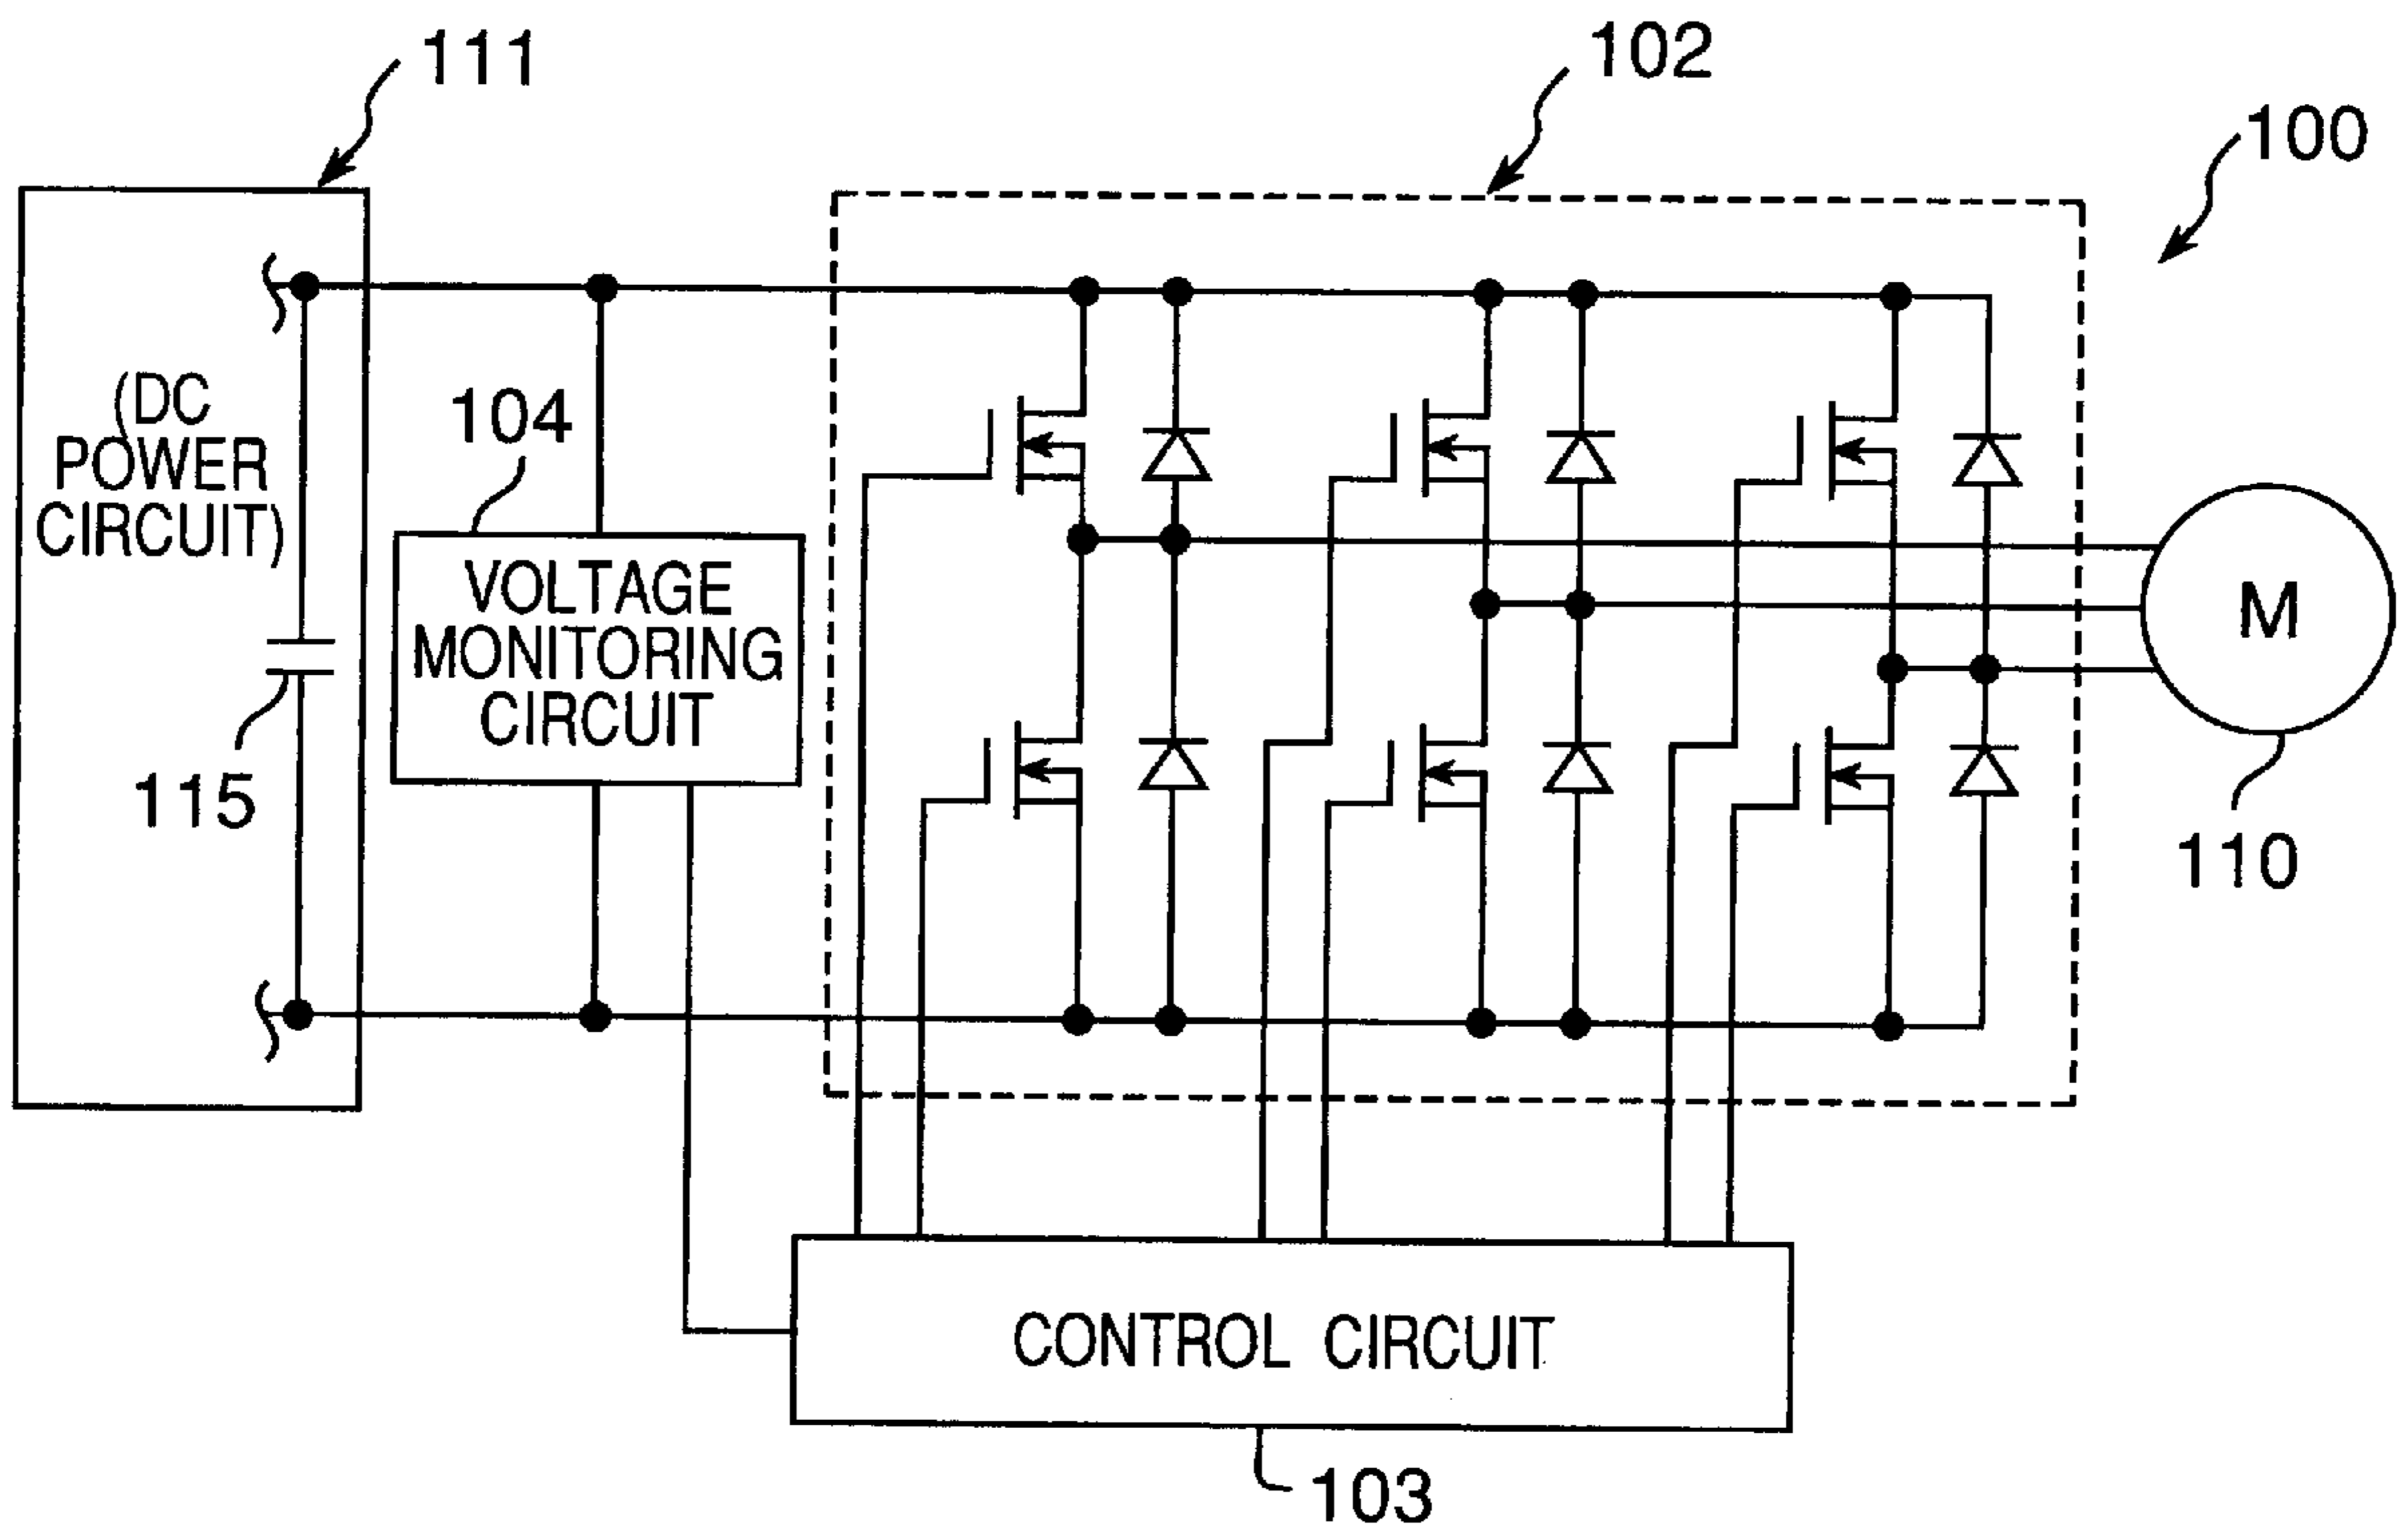 111
102
100
(DC
POWER
CIRCUIT)
104
VOLTAGE
MONITORING
CIRCUIT
M
115
110
CONTROL CIRCUIT
103